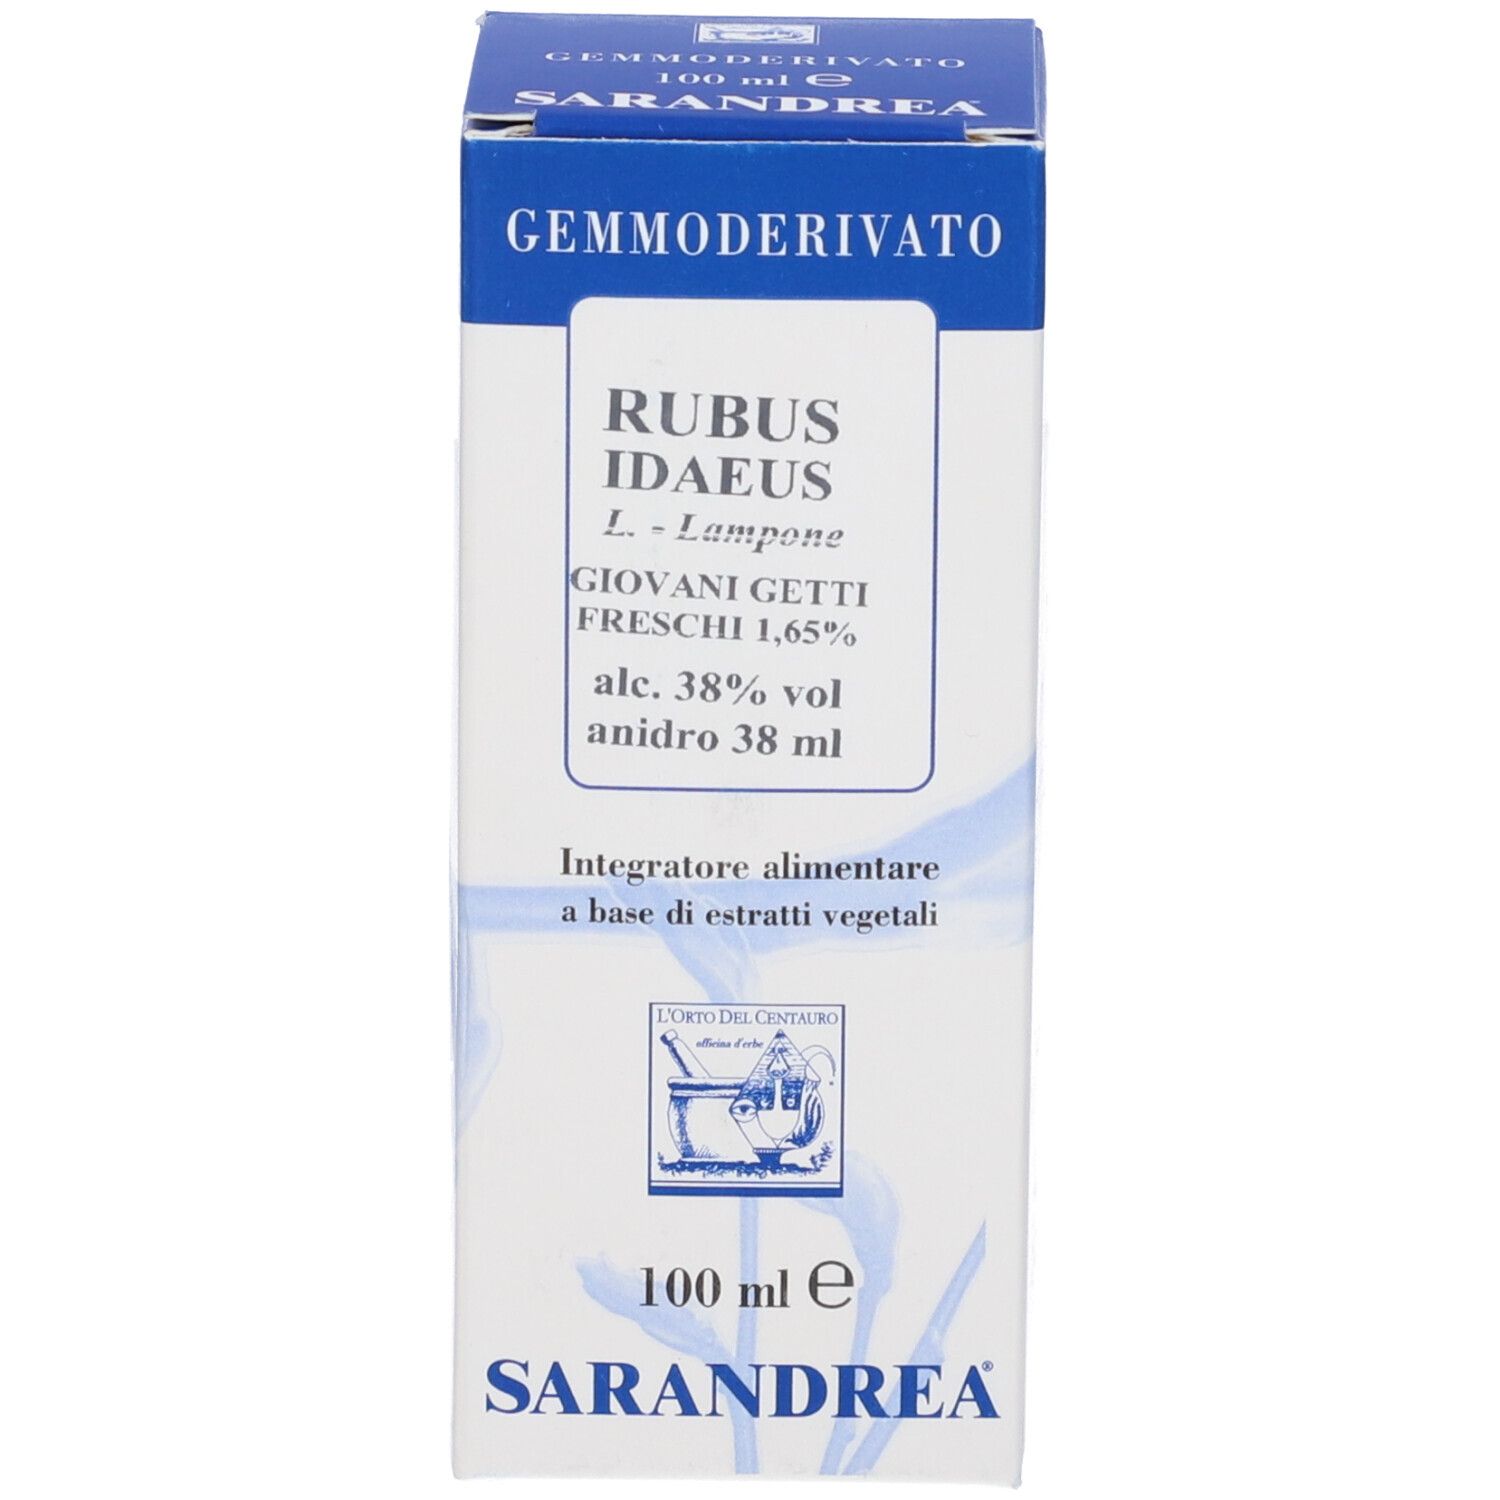 GEMMODERIVATO
100 ml ℮
SARANDREA
GEMMODERIVATO
RUBUS
IDAEUS
L. - Lampone
GIOVANI GETTI
FRESCHI 1,65%
alc. 38% vol
anidro 38 ml
Integratore alimentare
a base di estratti vegetali
L'ORTO DEL CENTAURO
officina d'erbe
100 ml ℮
SARANDREA®